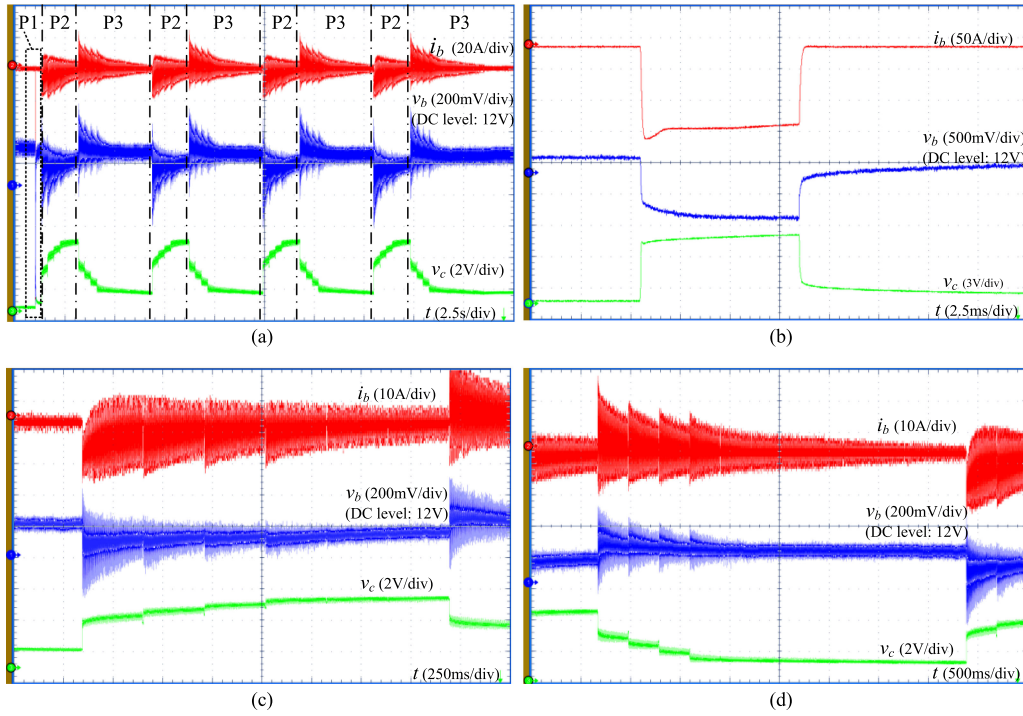 P1 P2 P3 P2 P3 P2 P3 P2 P3
i_b (20A/div)
v_b (200mV/div)
(DC level: 12V)
v_c (2V/div)
t (2.5s/div)
(a)
i_b (50A/div)
v_b (500mV/div)
(DC level: 12V)
v_c (3V/div)
t (2.5ms/div)
(b)
i_b (10A/div)
v_b (200mV/div)
(DC level: 12V)
v_c (2V/div)
t (250ms/div)
(c)
i_b (10A/div)
v_b (200mV/div)
(DC level: 12V)
v_c (2V/div)
t (500ms/div)
(d)